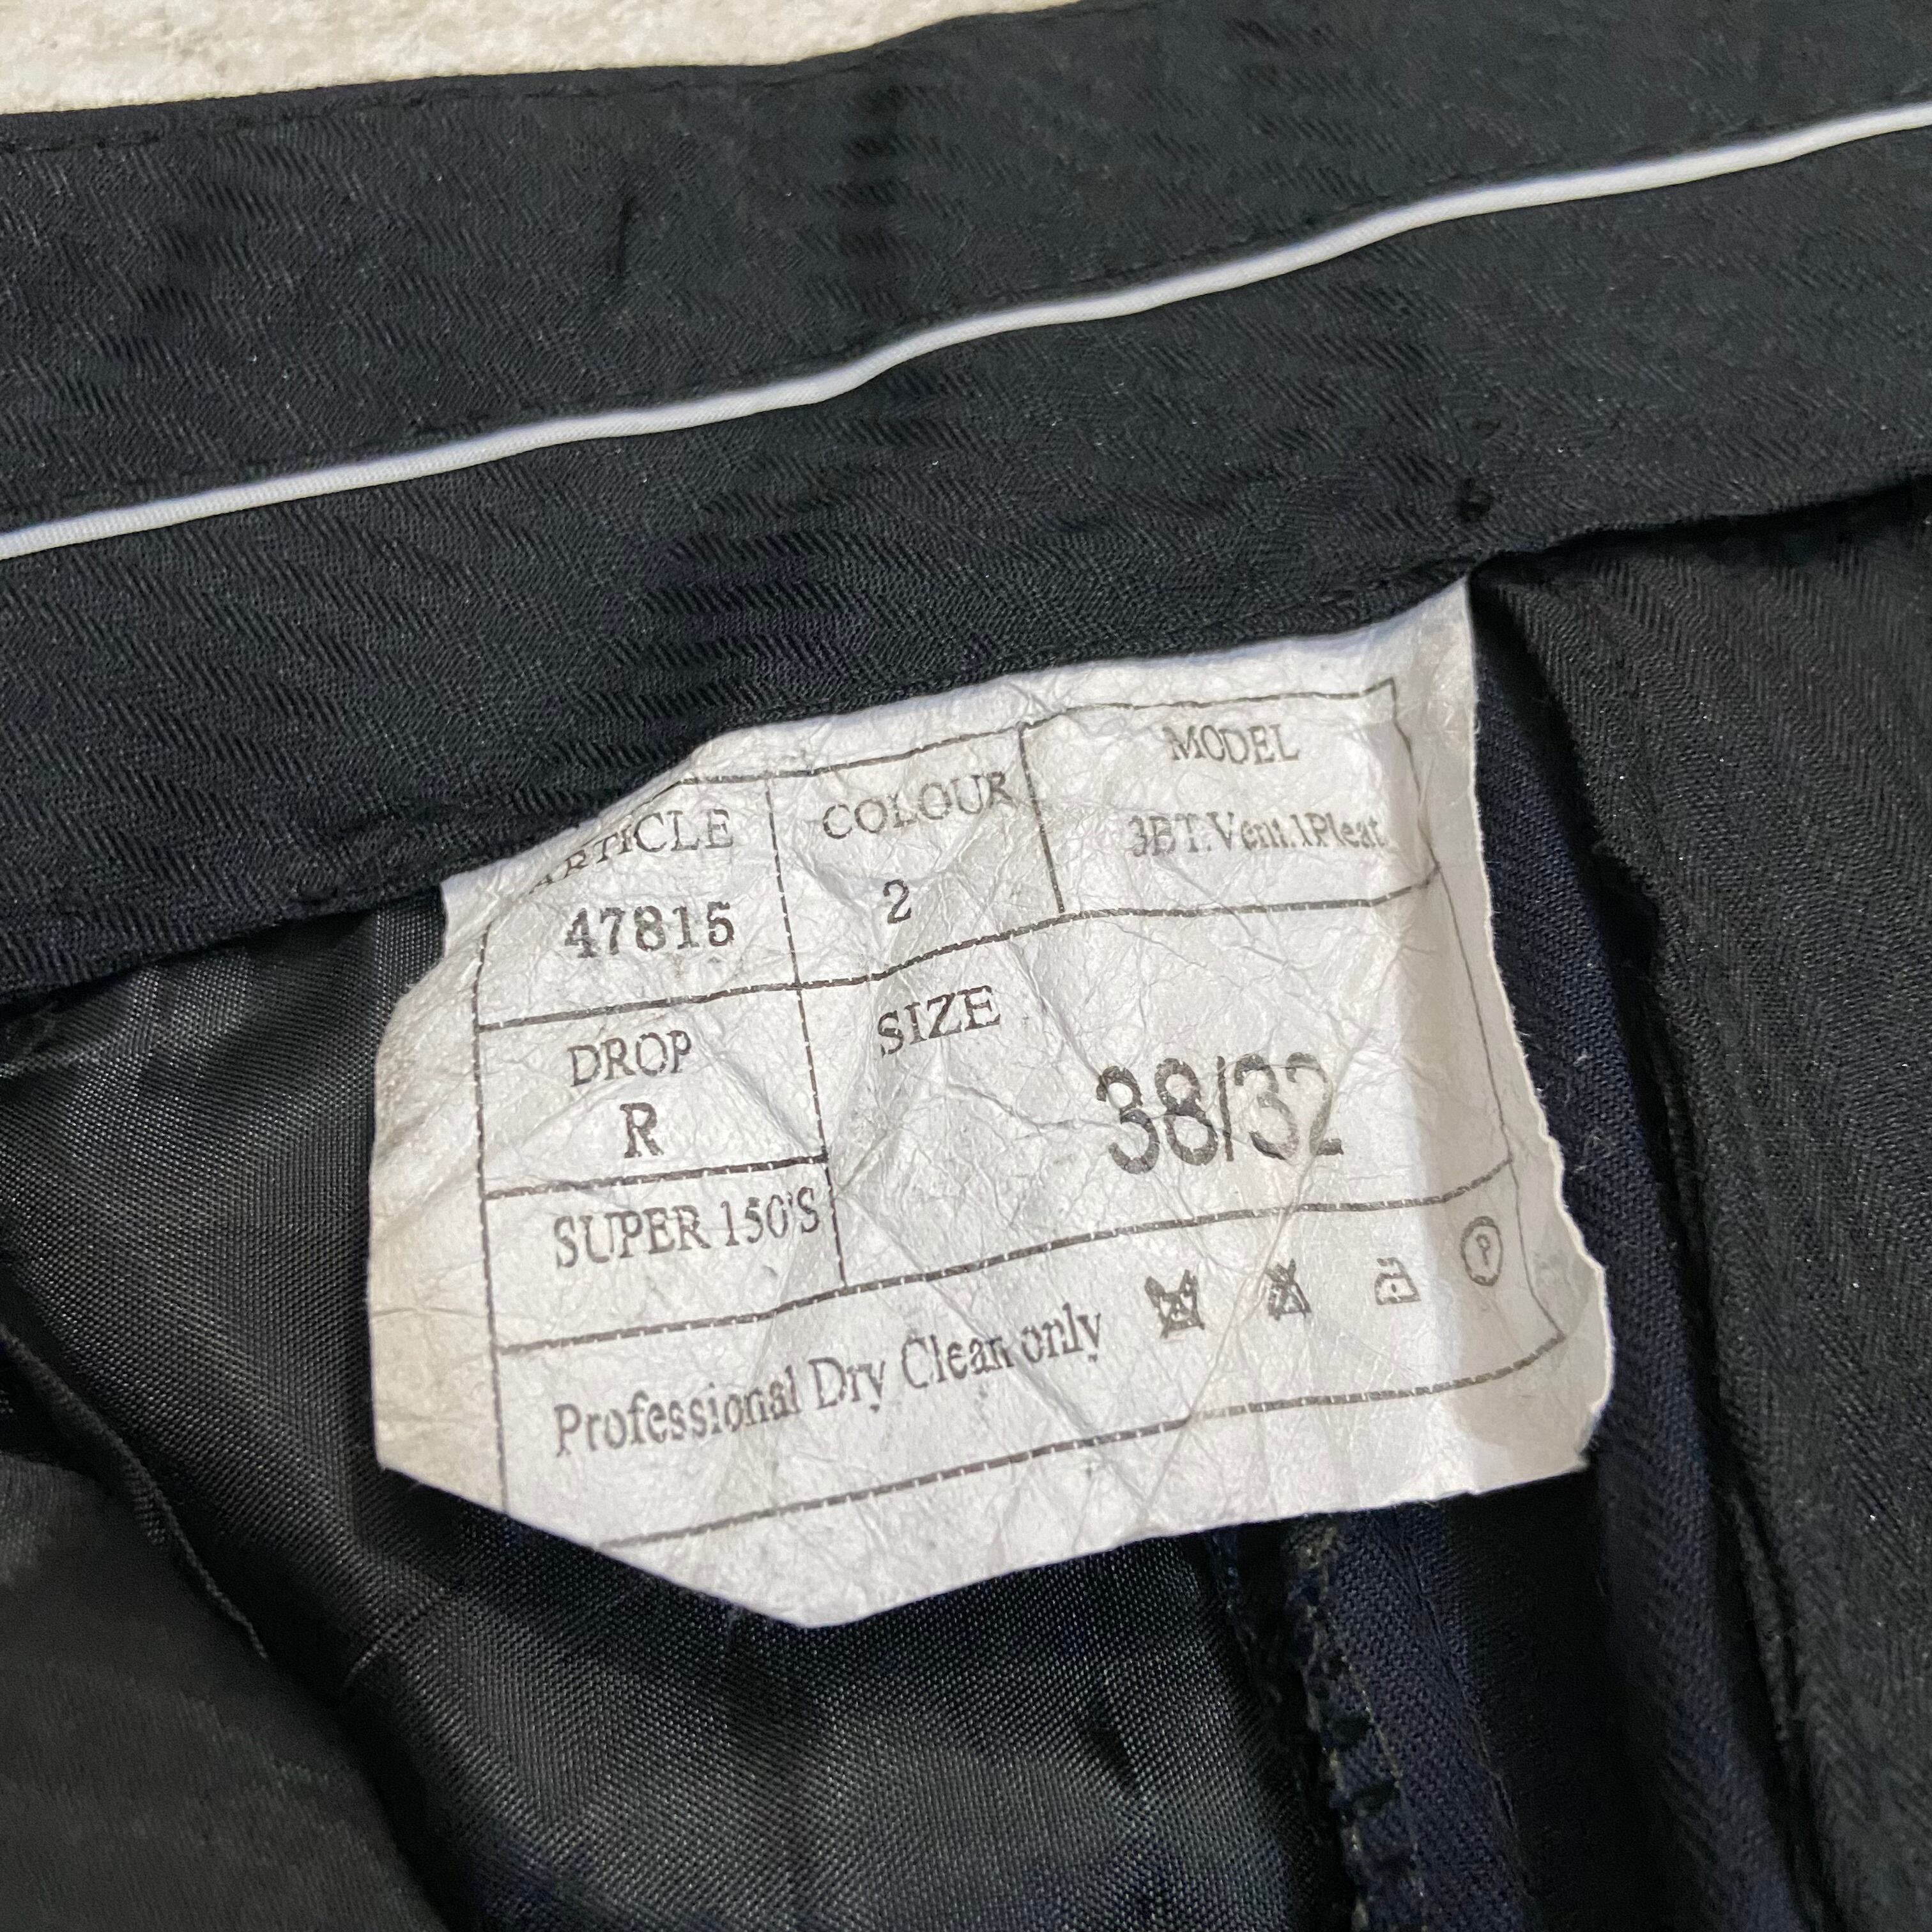 ARTICLE
47815
COLOUR
2
MODEL
3BT.Vent.1Pleat
DROP
R
SIZE
38/32
SUPER 150'S
Professional Dry Clean only
P